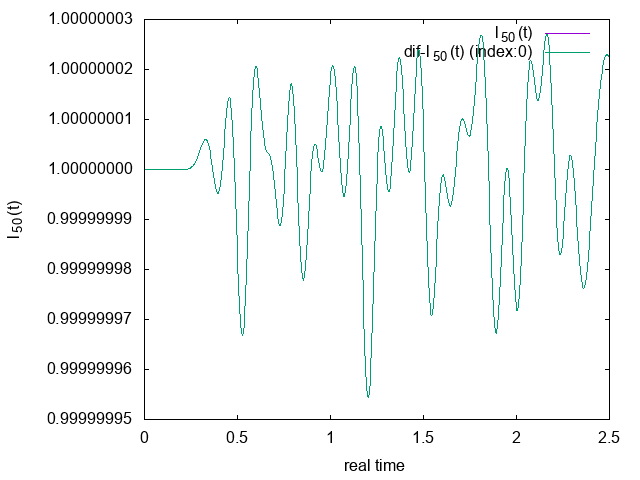 1.00000003
1.00000002
1.00000001
1.00000000
0.99999999
0.99999998
0.99999997
0.99999996
0.99999995
0 0.5 1 1.5 2 2.5
I50(t)
real time
I50(t)
dif-I50(t) (index:0)